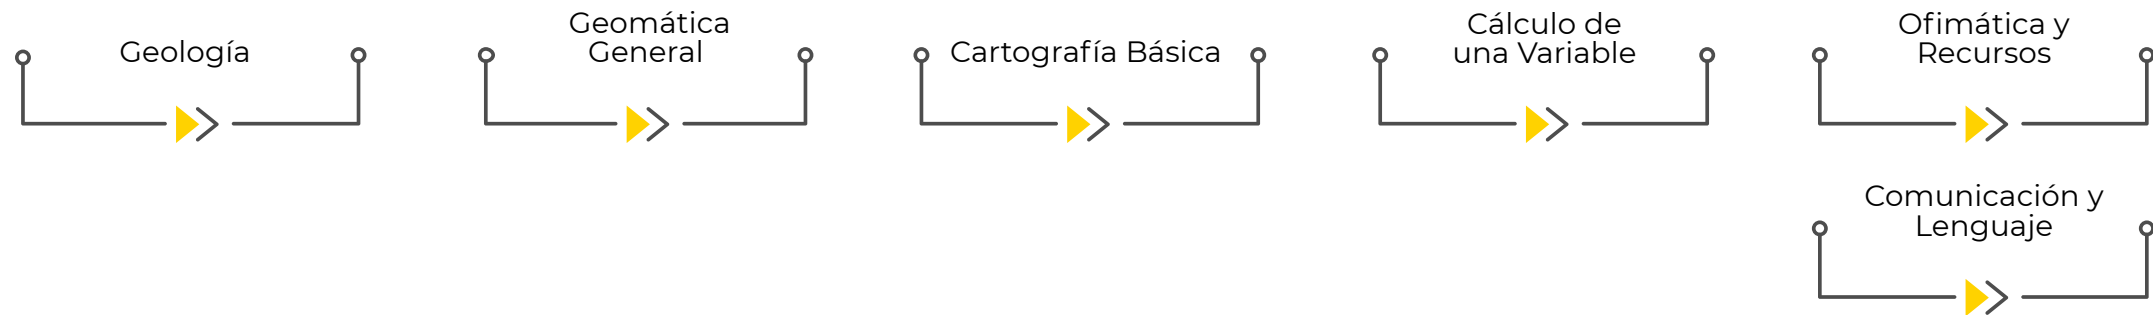 Geología
Geomática
General
Cartografía Básica
Cálculo de
una Variable
Ofimática y
Recursos
Comunicación y
Lenguaje